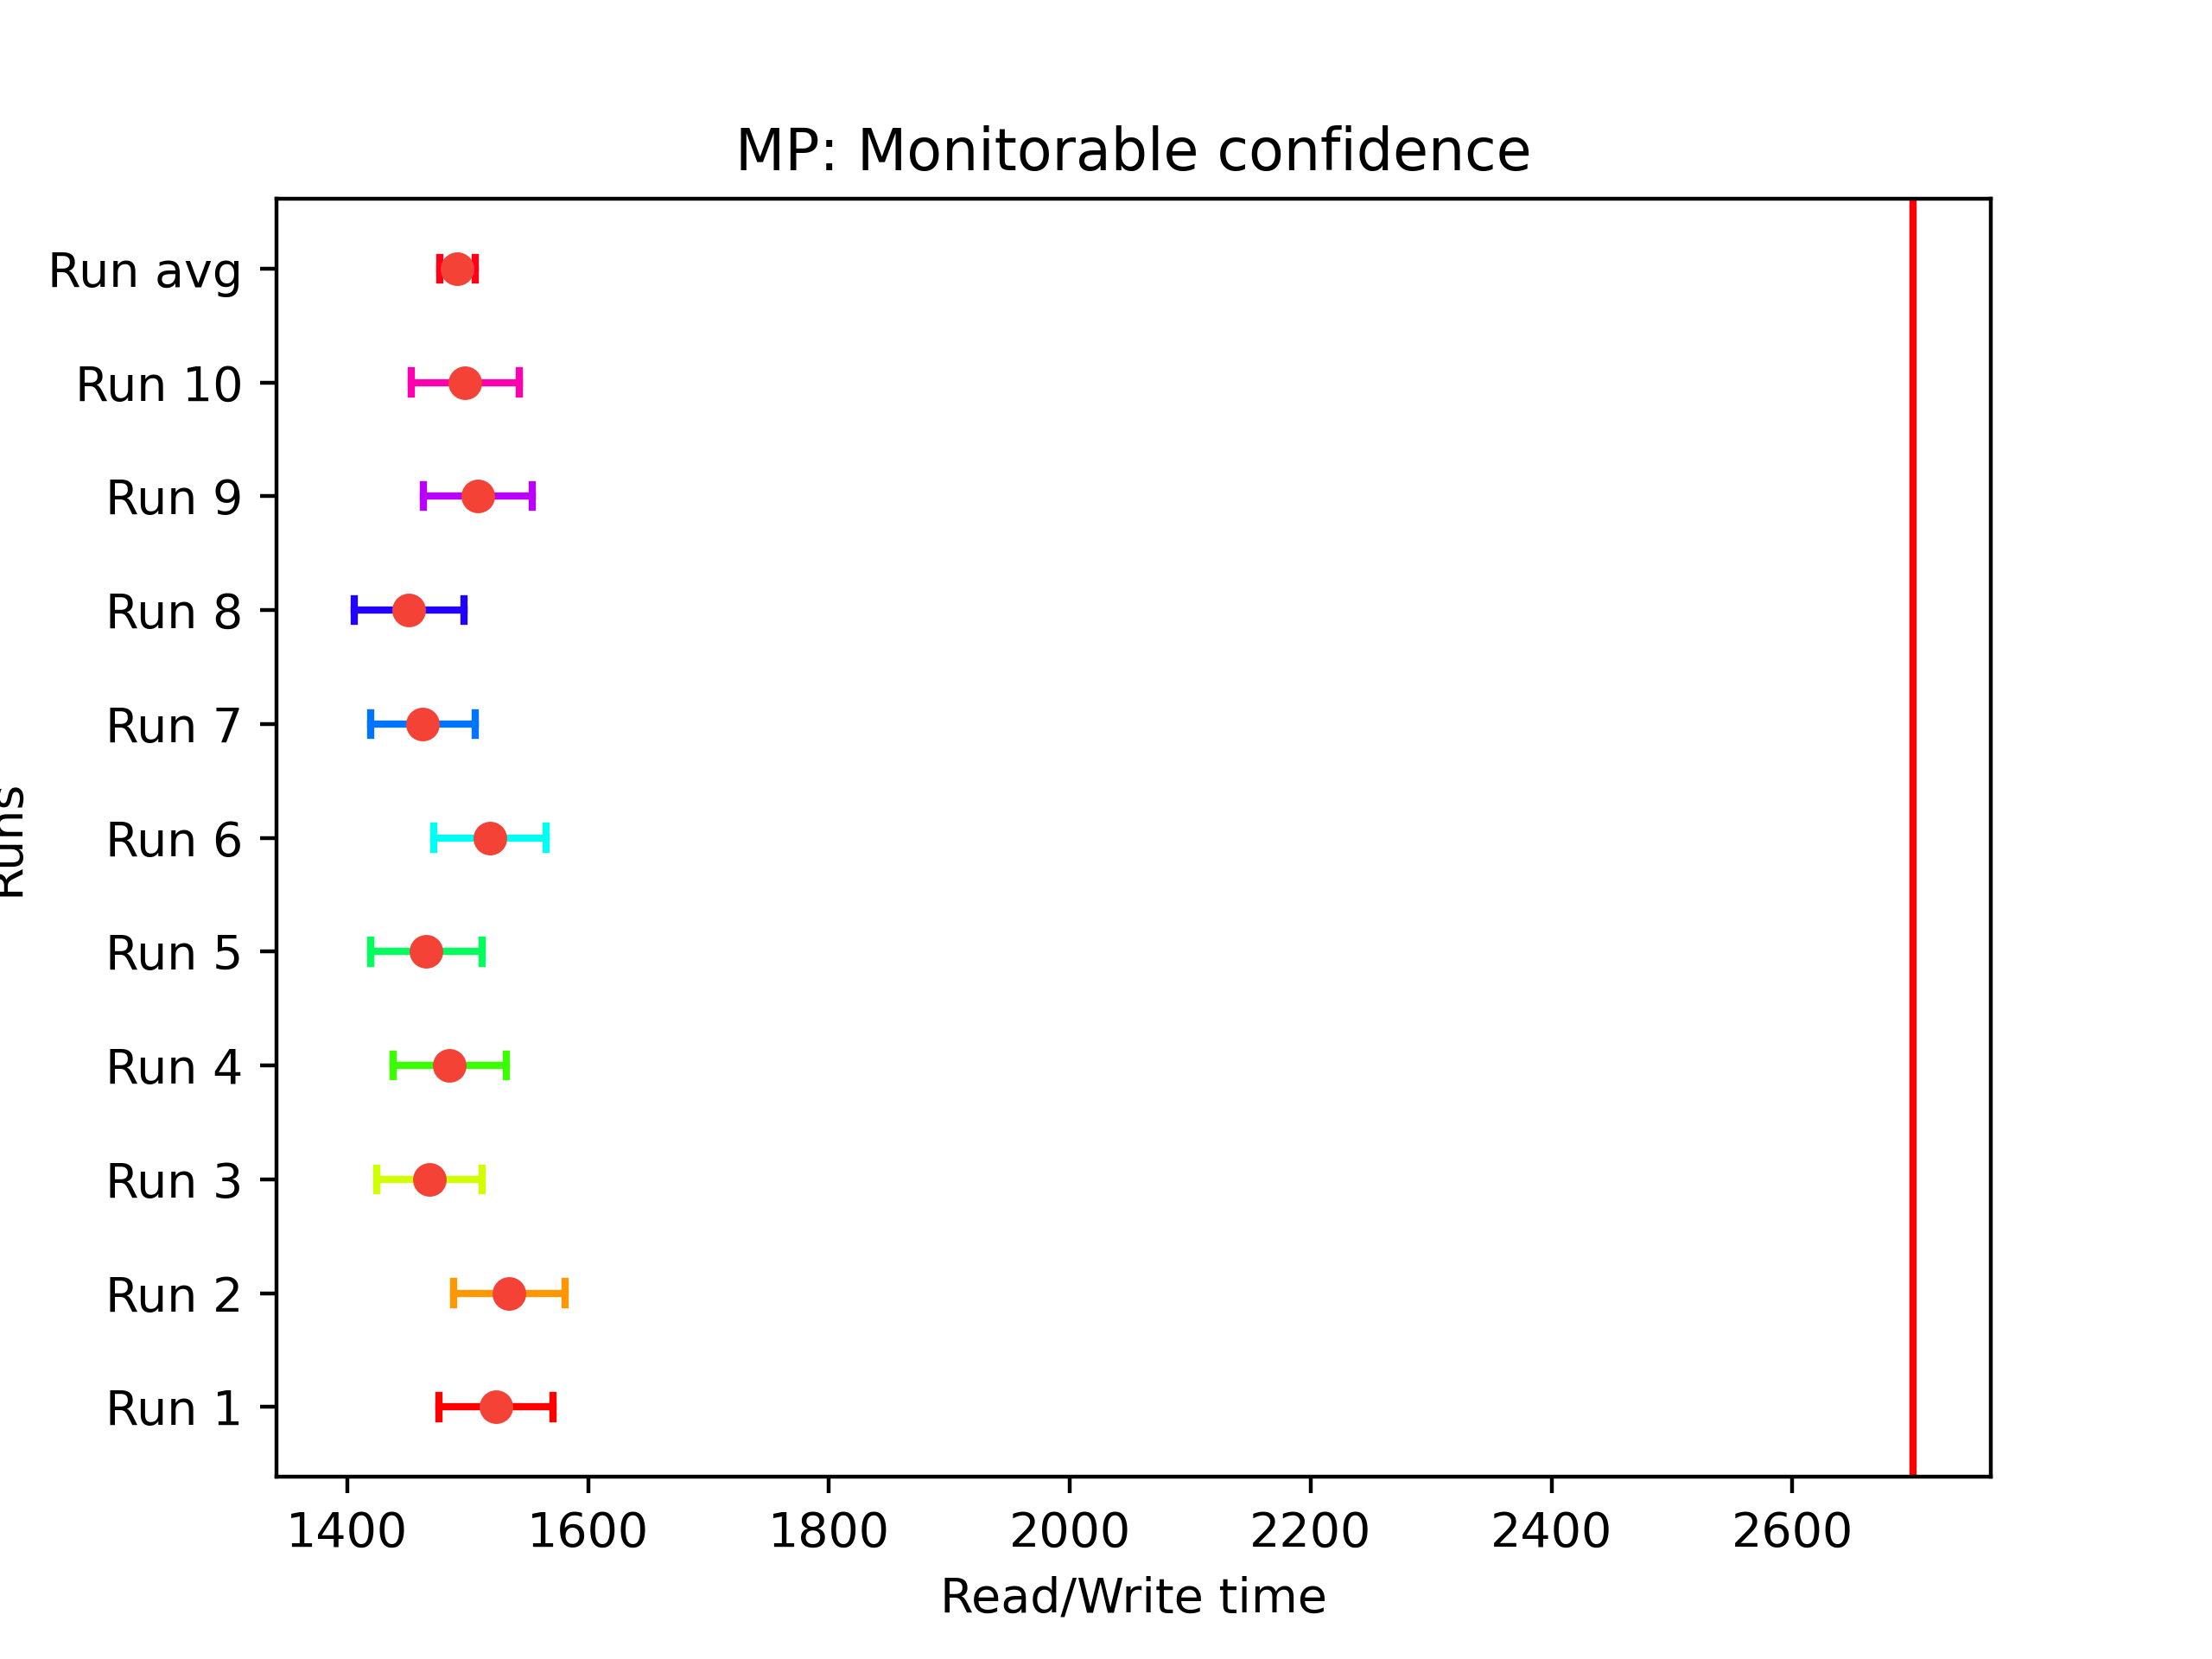 MP: Monitorable confidence
Run avg
Run 10
Run 9
Run 8
Run 7
Run 6
Run 5
Run 4
Run 3
Run 2
Run 1
Runs
1400 1600 1800 2000 2200 2400 2600
Read/Write time